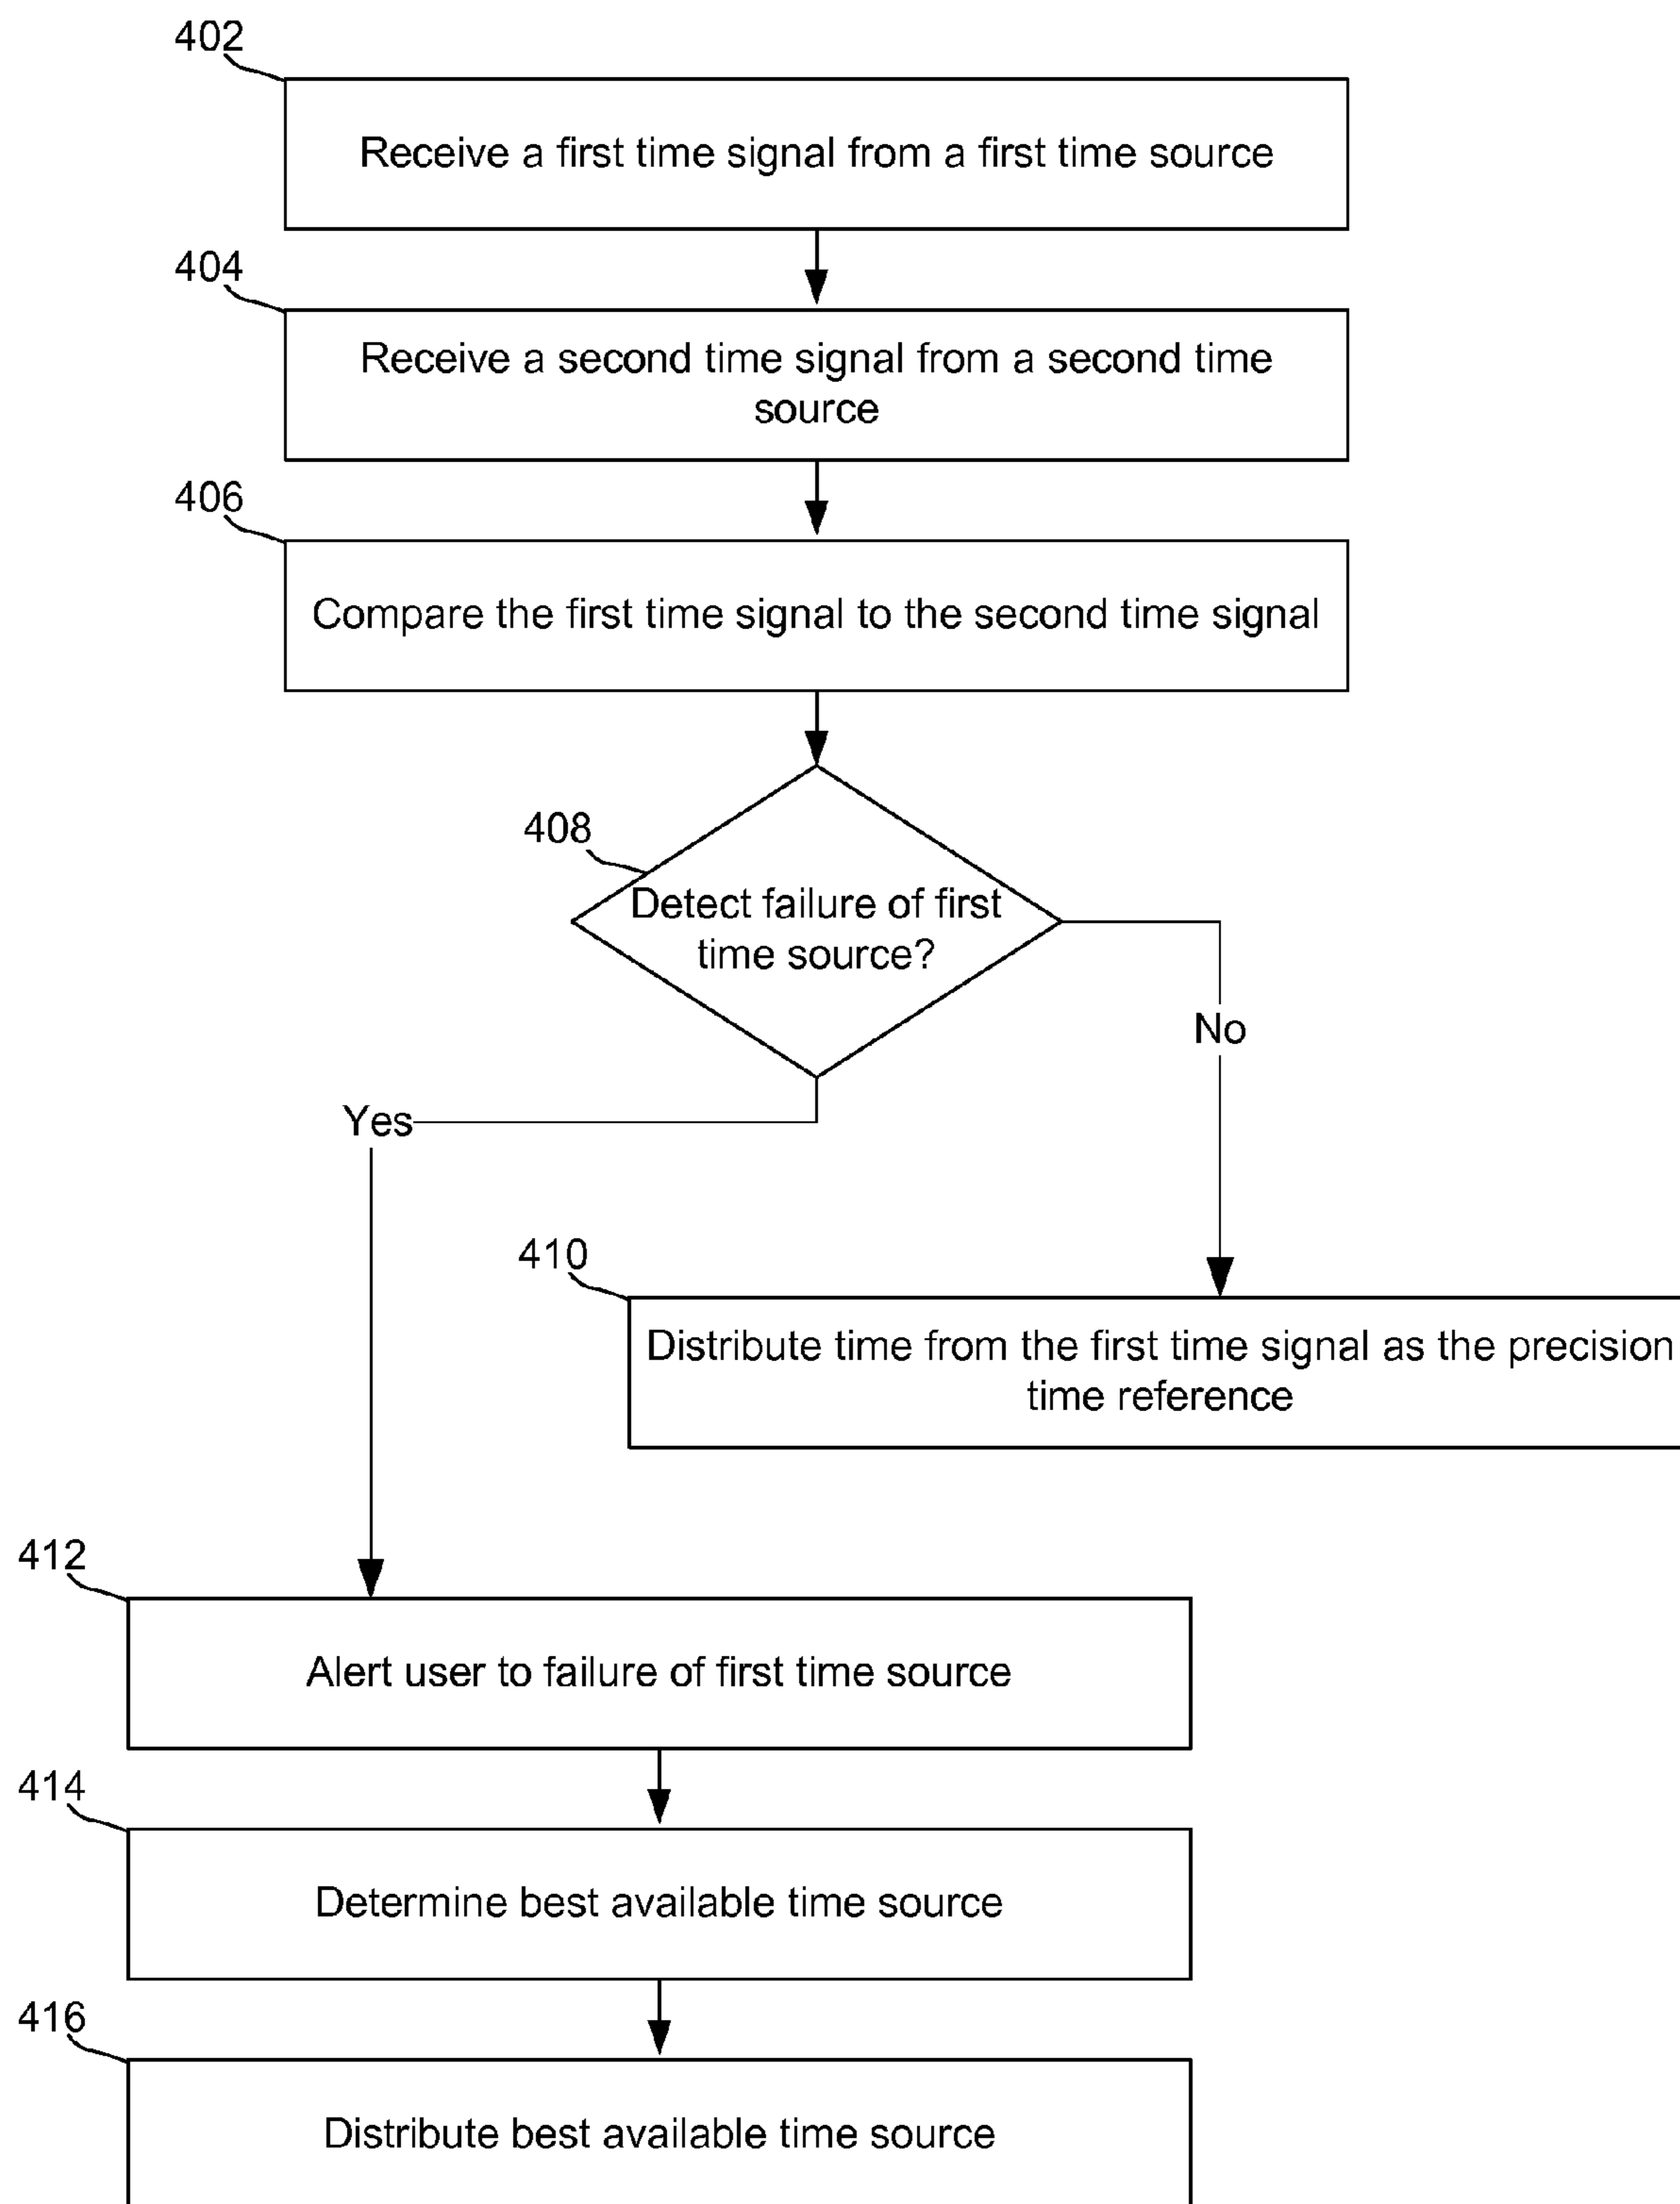 402
Receive a first time signal from a first time source
404
Receive a second time signal from a second time
source
406
Compare the first time signal to the second time signal
408
Detect failure of first
time source?
No
Yes
410
Distribute time from the first time signal as the precision
time reference
412
Alert user to failure of first time source
414
Determine best available time source
416
Distribute best available time source